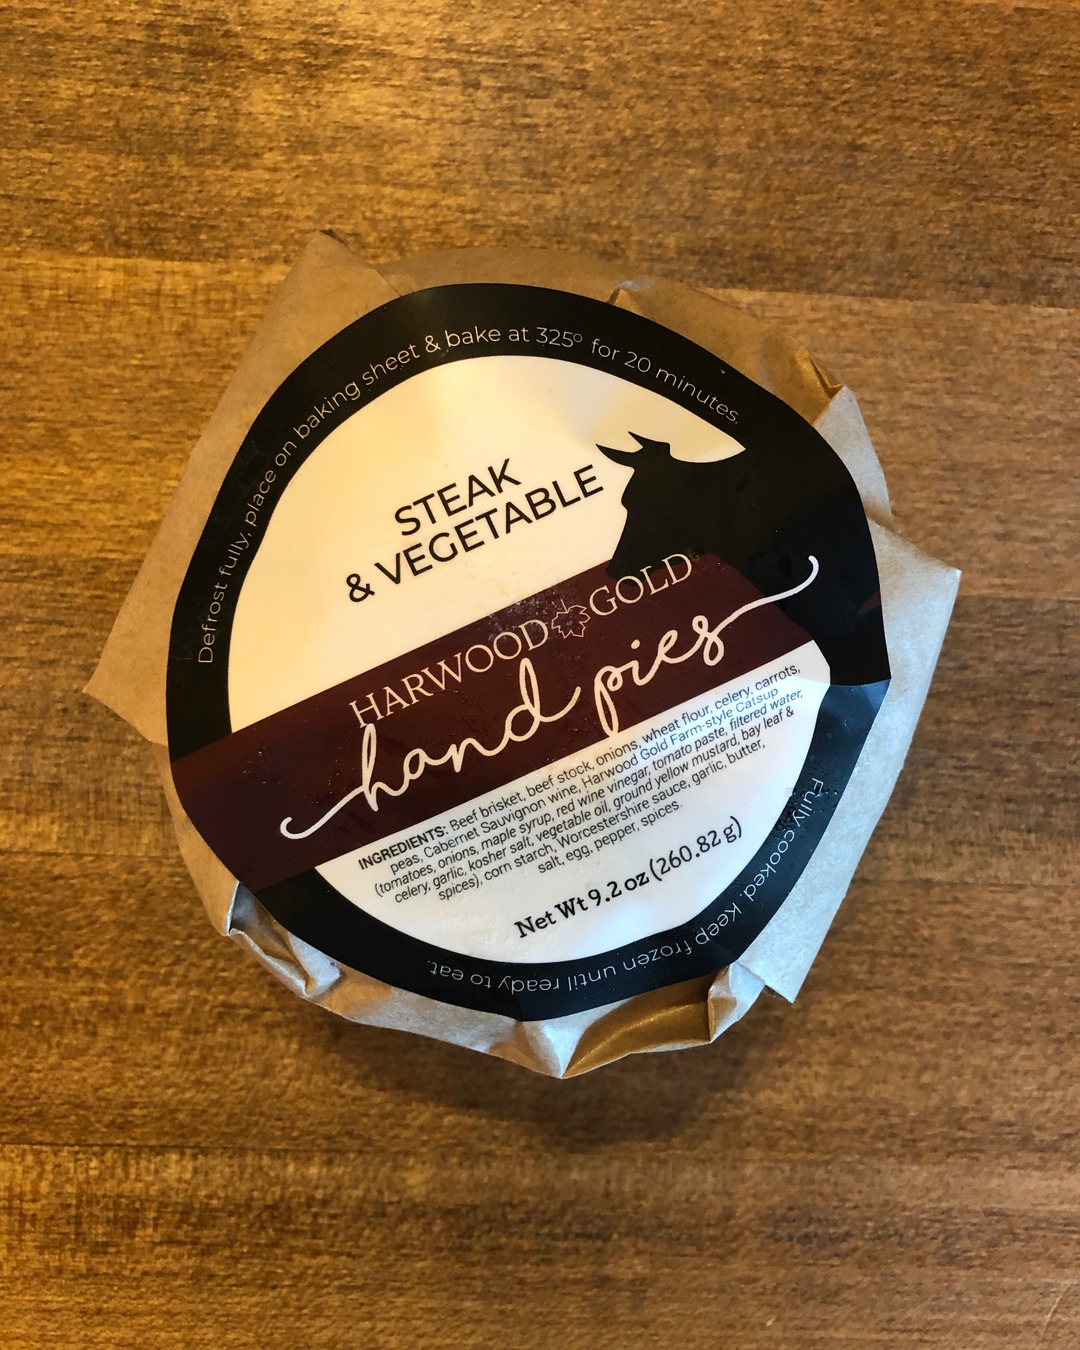 Defrost fully, place on baking sheet & bake at 325° for 20 minutes.
STEAK
& VEGETABLE
HARWOOD GOLD
hand pies
INGREDIENTS: Beef brisket, beef stock, onions, wheat flour, celery, carrots,
peas, Cabernet Sauvignon wine, Harwood Gold Farm-style Catsup
(tomatoes, onions, maple syrup, red wine vinegar, tomato paste, filtered water,
celery, garlic, kosher salt, vegetable oil, ground yellow mustard, bay leaf &
spices), corn starch, Worcestershire sauce, garlic, butter,
salt, egg, pepper, spices.
Net Wt 9.2 oz (260.82 g)
Fully cooked. Keep frozen until ready to eat.